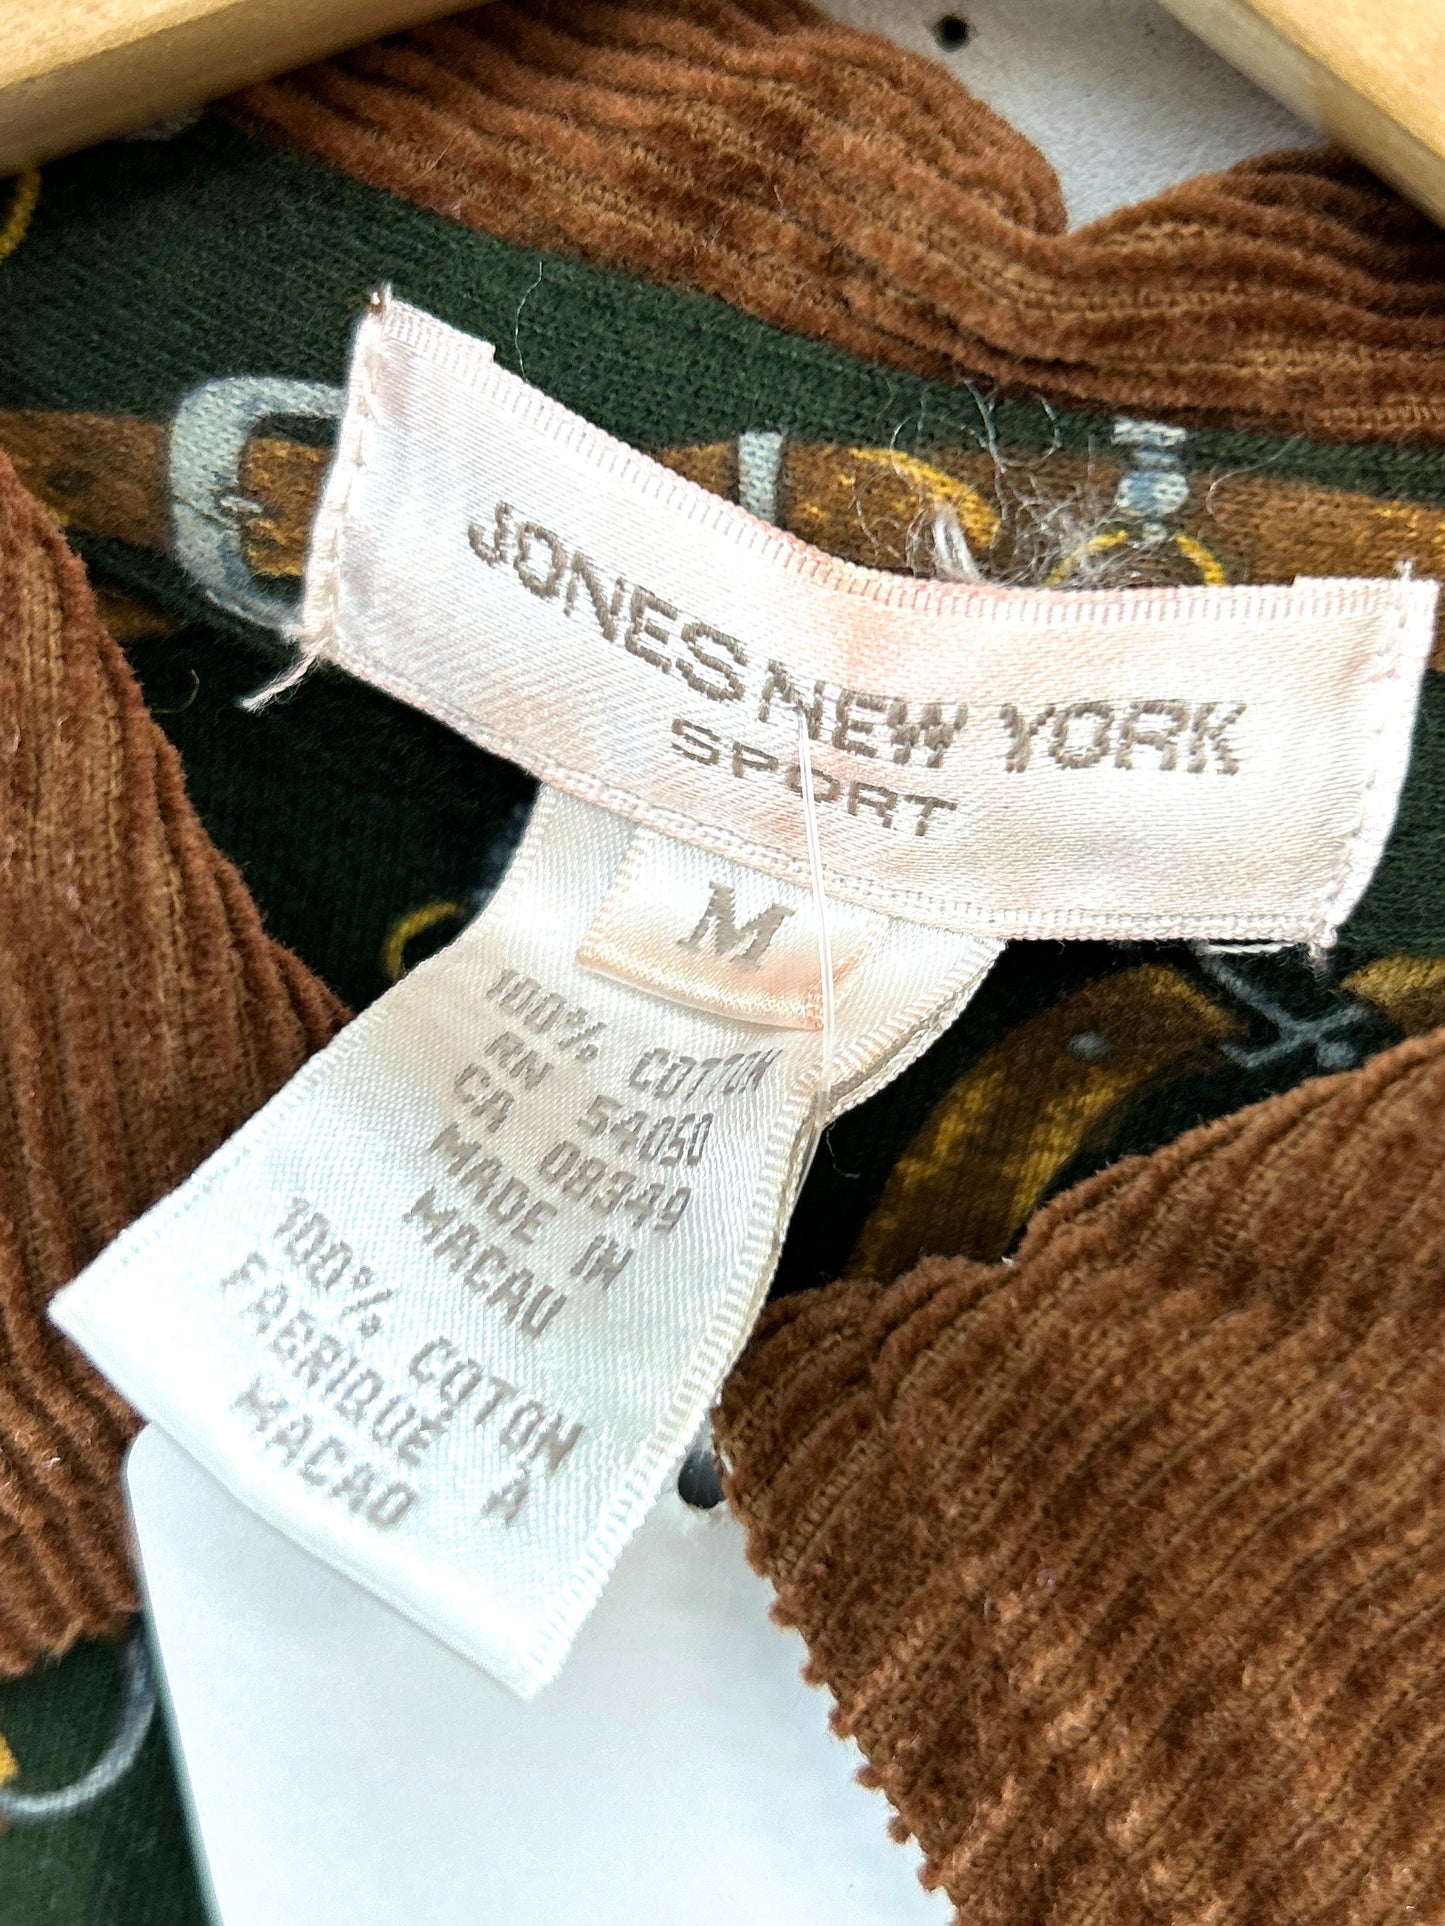 JONES NEW YORK
SPORT
M
100% COTTON
RN 54050
CA 08349
MADE IN
MACAU
100% COTON
FABRIQUÉ A
MACAO